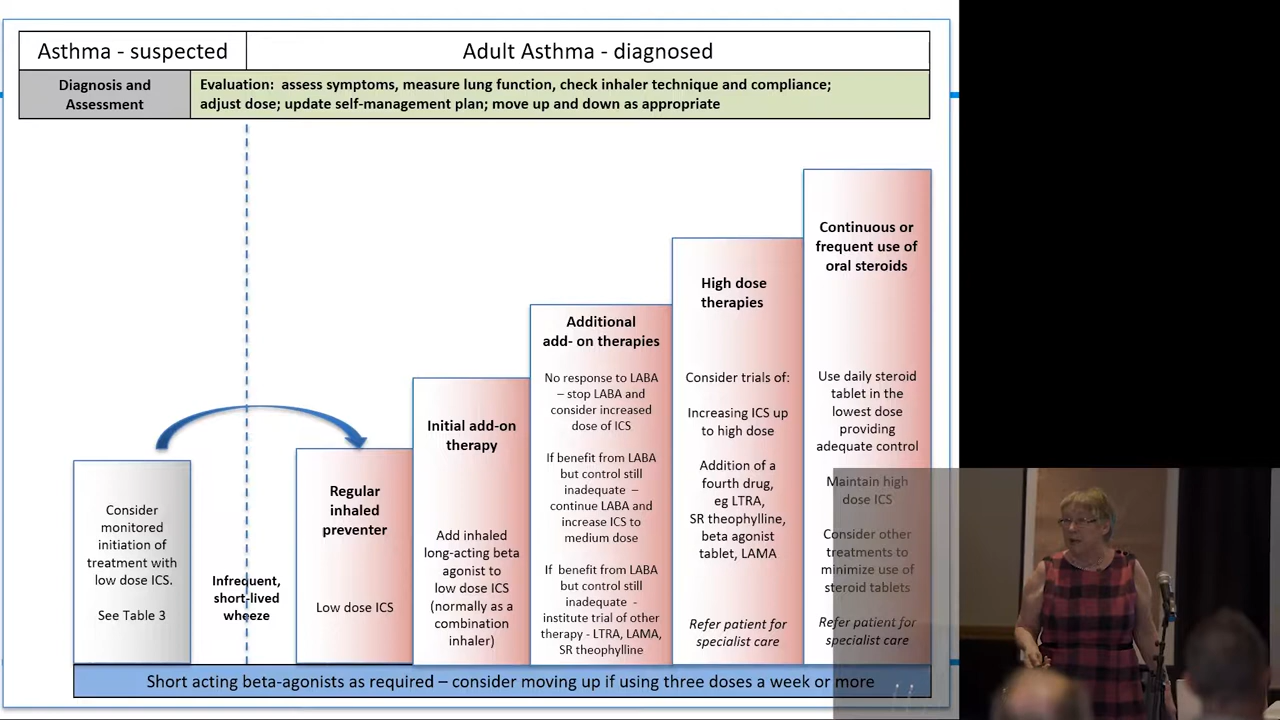 Asthma - suspected
Adult Asthma - diagnosed
Diagnosis and
Assessment
Evaluation: assess symptoms, measure lung function, check inhaler technique and compliance;
adjust dose; update self-management plan; move up and down as appropriate
Consider
monitored
initiation of
treatment with
low dose ICS.
See Table 3
Infrequent,
short-lived
wheeze
Regular
inhaled
preventer
Low dose ICS
Initial add-on
therapy
Add inhaled
long-acting beta
agonist to
low dose ICS
(normally as a
combination
inhaler)
Additional
add- on therapies
No response to LABA
– stop LABA and
consider increased
dose of ICS
If benefit from LABA
but control still
inadequate –
continue LABA and
increase ICS to
medium dose
If benefit from LABA
but control still
inadequate -
institute trial of other
therapy - LTRA, LAMA,
SR theophylline
High dose
therapies
Consider trials of:
Increasing ICS up
to high dose
Addition of a
fourth drug,
eg LTRA,
SR theophylline,
beta agonist
tablet, LAMA
Refer patient for
specialist care
Continuous or
frequent use of
oral steroids
Use daily steroid
tablet in the
lowest dose
providing
adequate control
Maintain high
dose ICS
Consider other
treatments to
minimize use of
steroid tablets
Refer patient for
specialist care
Short acting beta-agonists as required – consider moving up if using three doses a week or more